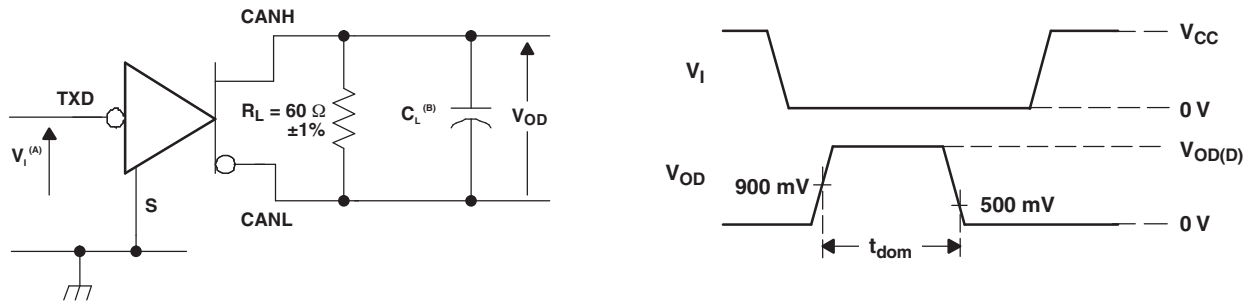 CANH
TXD
R_L = 60 Ω
±1%
C_L (B)
V_OD
V_I (A)
S
CANL
V_I
V_CC
0 V
V_OD
900 mV
V_OD(D)
500 mV
0 V
t_dom